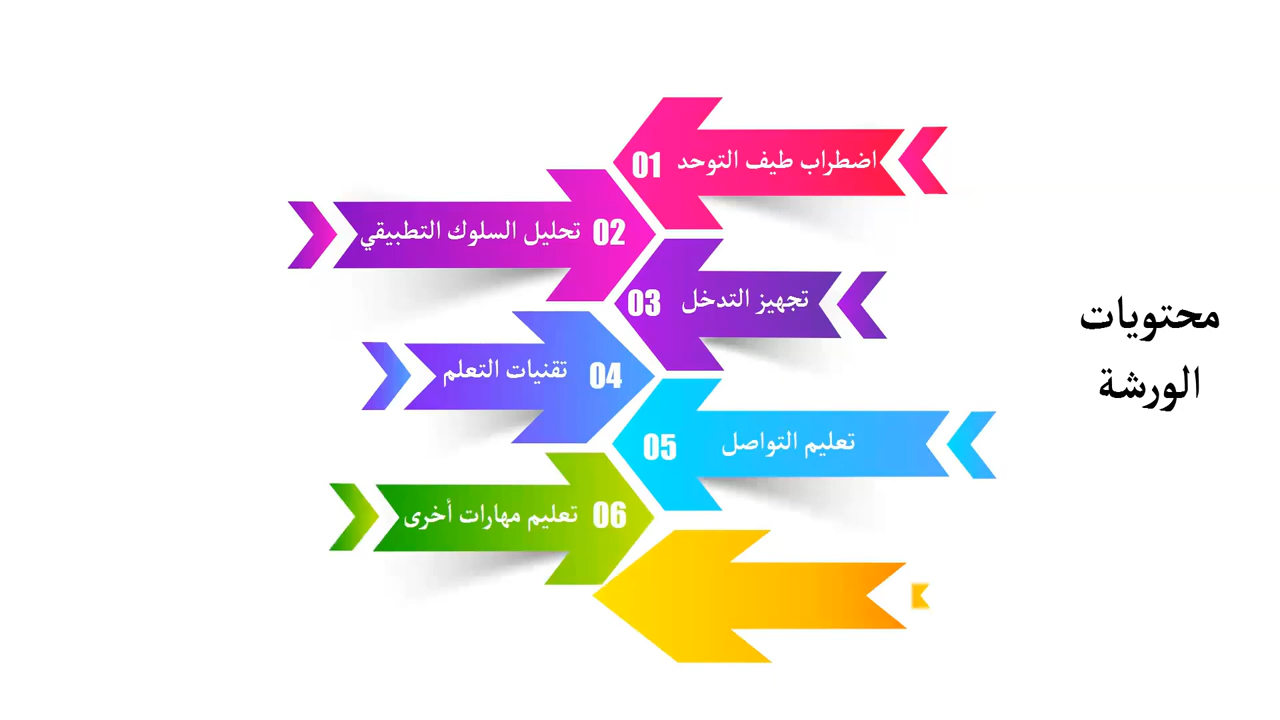 محتويات
الورشة
01 اضطراب طيف التوحد
02 تحليل السلوك التطبيقي
03 تجهيز التدخل
04 تقنيات التعلم
05 تعليم التواصل
06 تعليم مهارات أخرى